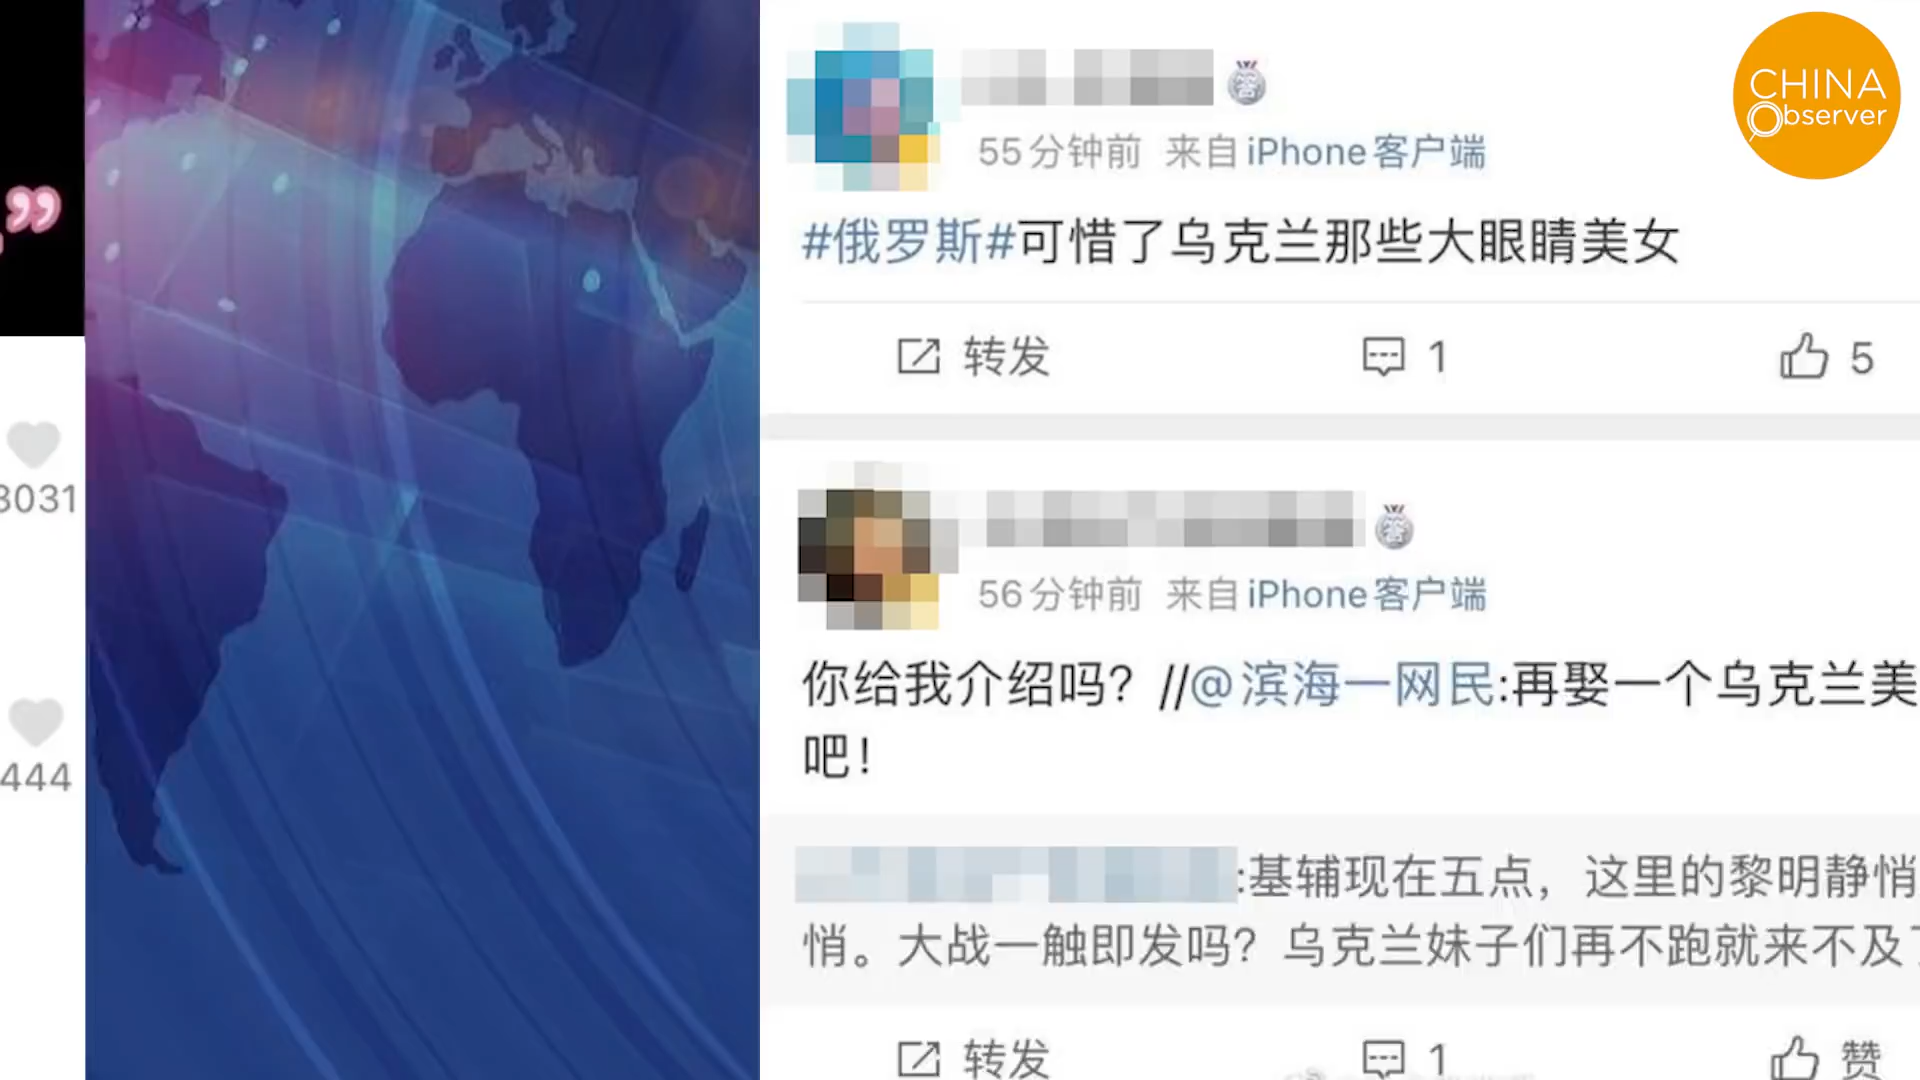 ”
3031
444
CHINA
Observer
55分钟前 来自iPhone客户端
#俄罗斯#可惜了乌克兰那些大眼睛美女
转发 1 5
56分钟前 来自iPhone客户端
你给我介绍吗？//@滨海一网民:再娶一个乌克兰美
吧！
:基辅现在五点，这里的黎明静悄
悄。大战一触即发吗？乌克兰妹子们再不跑就来不及了
转发 1 赞